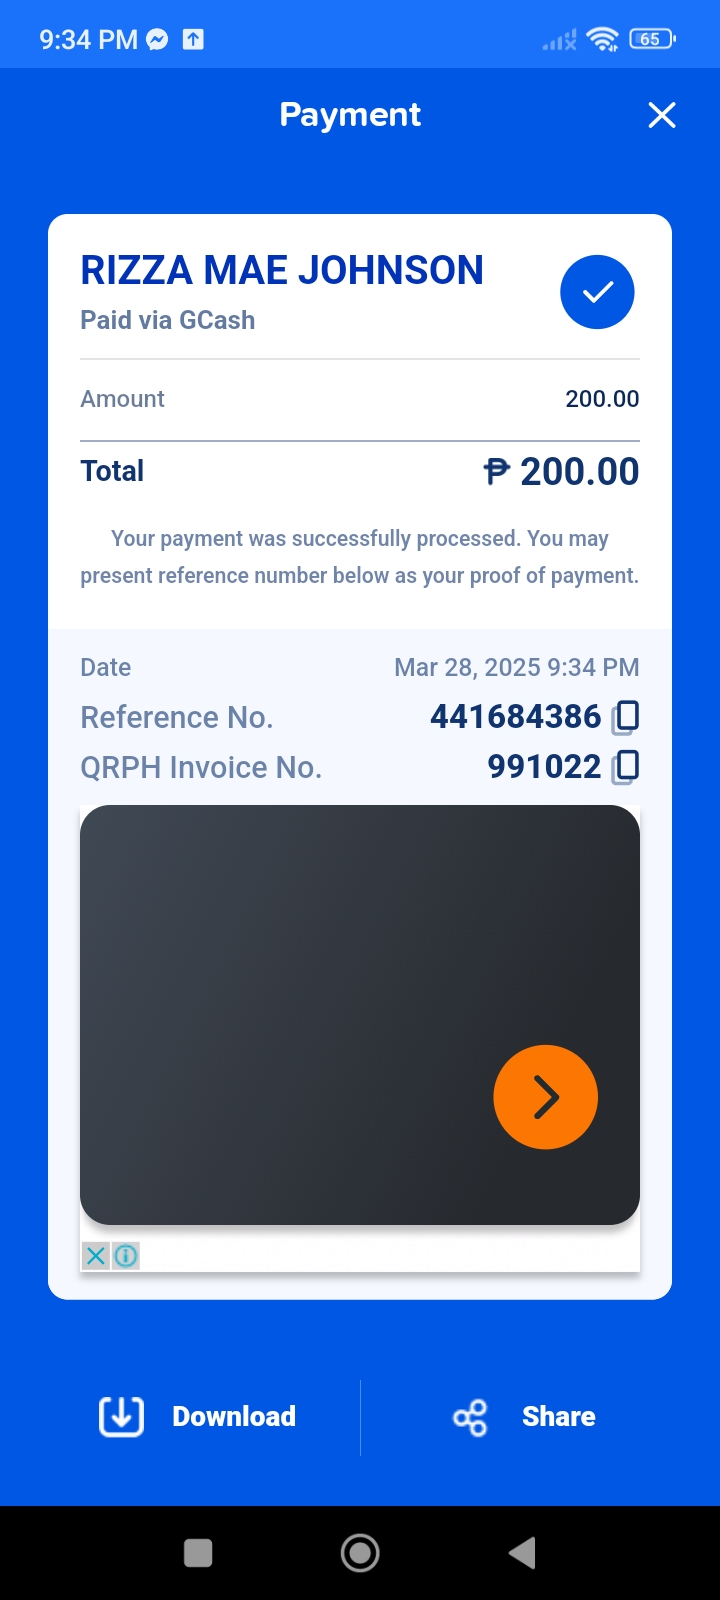 9:34 PM
65
Payment
RIZZA MAE JOHNSON
Paid via GCash
Amount 200.00
Total ₱ 200.00
Your payment was successfully processed. You may
present reference number below as your proof of payment.
Date Mar 28, 2025 9:34 PM
Reference No. 441684386
QRPH Invoice No. 991022
Download
Share